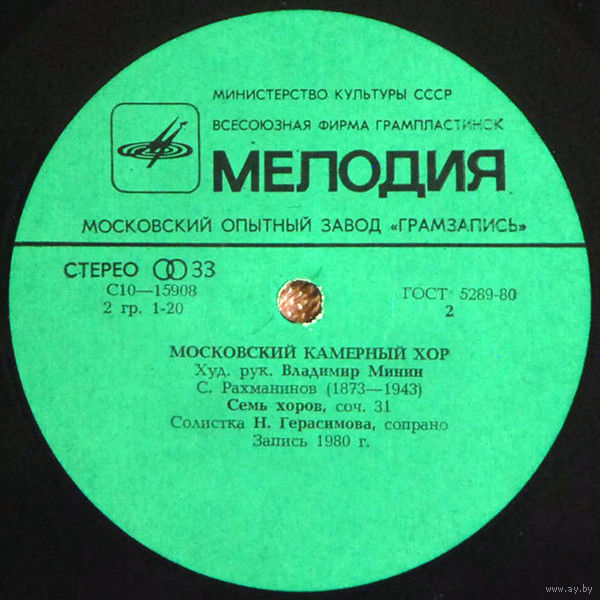 МИНИСТЕРСТВО КУЛЬТУРЫ СССР
ВСЕСОЮЗНАЯ ФИРМА ГРАМПЛАСТИНОК
МЕЛОДИЯ
МОСКОВСКИЙ ОПЫТНЫЙ ЗАВОД «ГРАМЗАПИСЬ»
СТЕРЕО 33
С10—15908
2 гр. 1-20
ГОСТ 5289-80
2
МОСКОВСКИЙ КАМЕРНЫЙ ХОР
Худ. рук. Владимир Минин
С. Рахманинов (1873—1943)
Семь хоров, соч. 31
Солистка Н. Герасимова, сопрано
Запись 1980 г.
www.ay.by